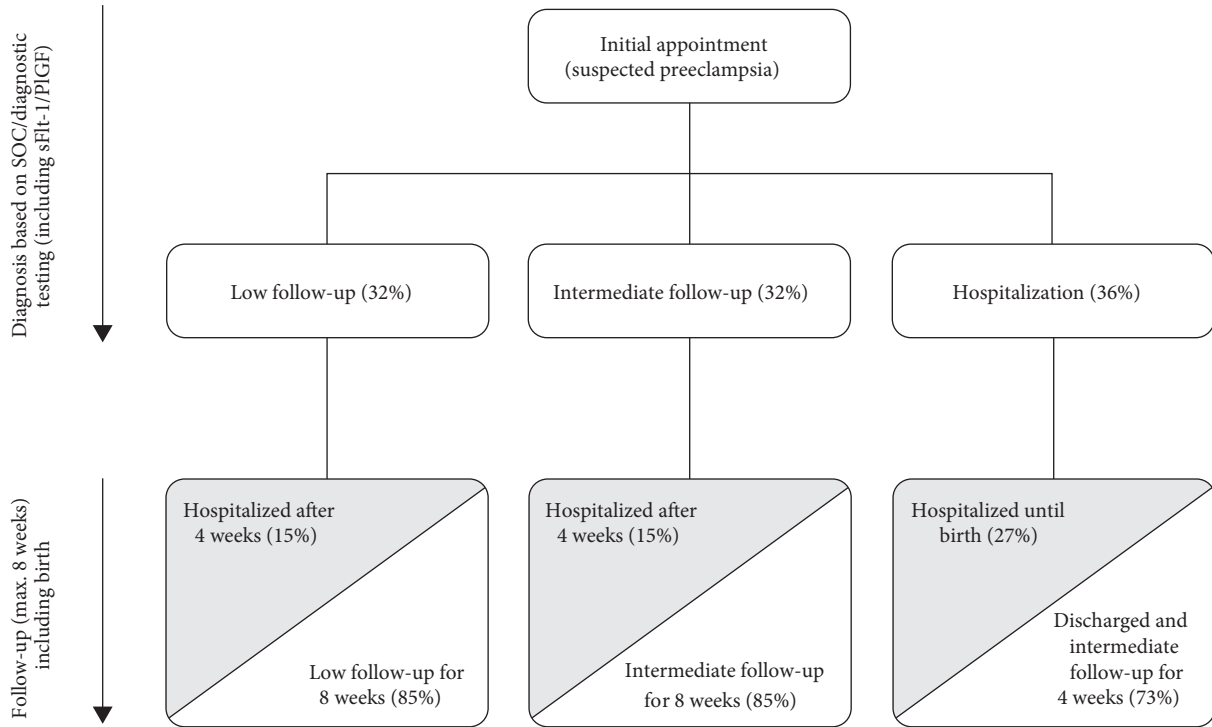 Diagnosis based on SOC/diagnostic
testing (including sFlt-1/PlGF)
Initial appointment
(suspected preeclampsia)
Low follow-up (32%)
Intermediate follow-up (32%)
Hospitalization (36%)
Follow-up (max. 8 weeks)
including birth
Hospitalized after
4 weeks (15%)
Low follow-up for
8 weeks (85%)
Hospitalized after
4 weeks (15%)
Intermediate follow-up
for 8 weeks (85%)
Hospitalized until
birth (27%)
Discharged and
intermediate
follow-up for
4 weeks (73%)